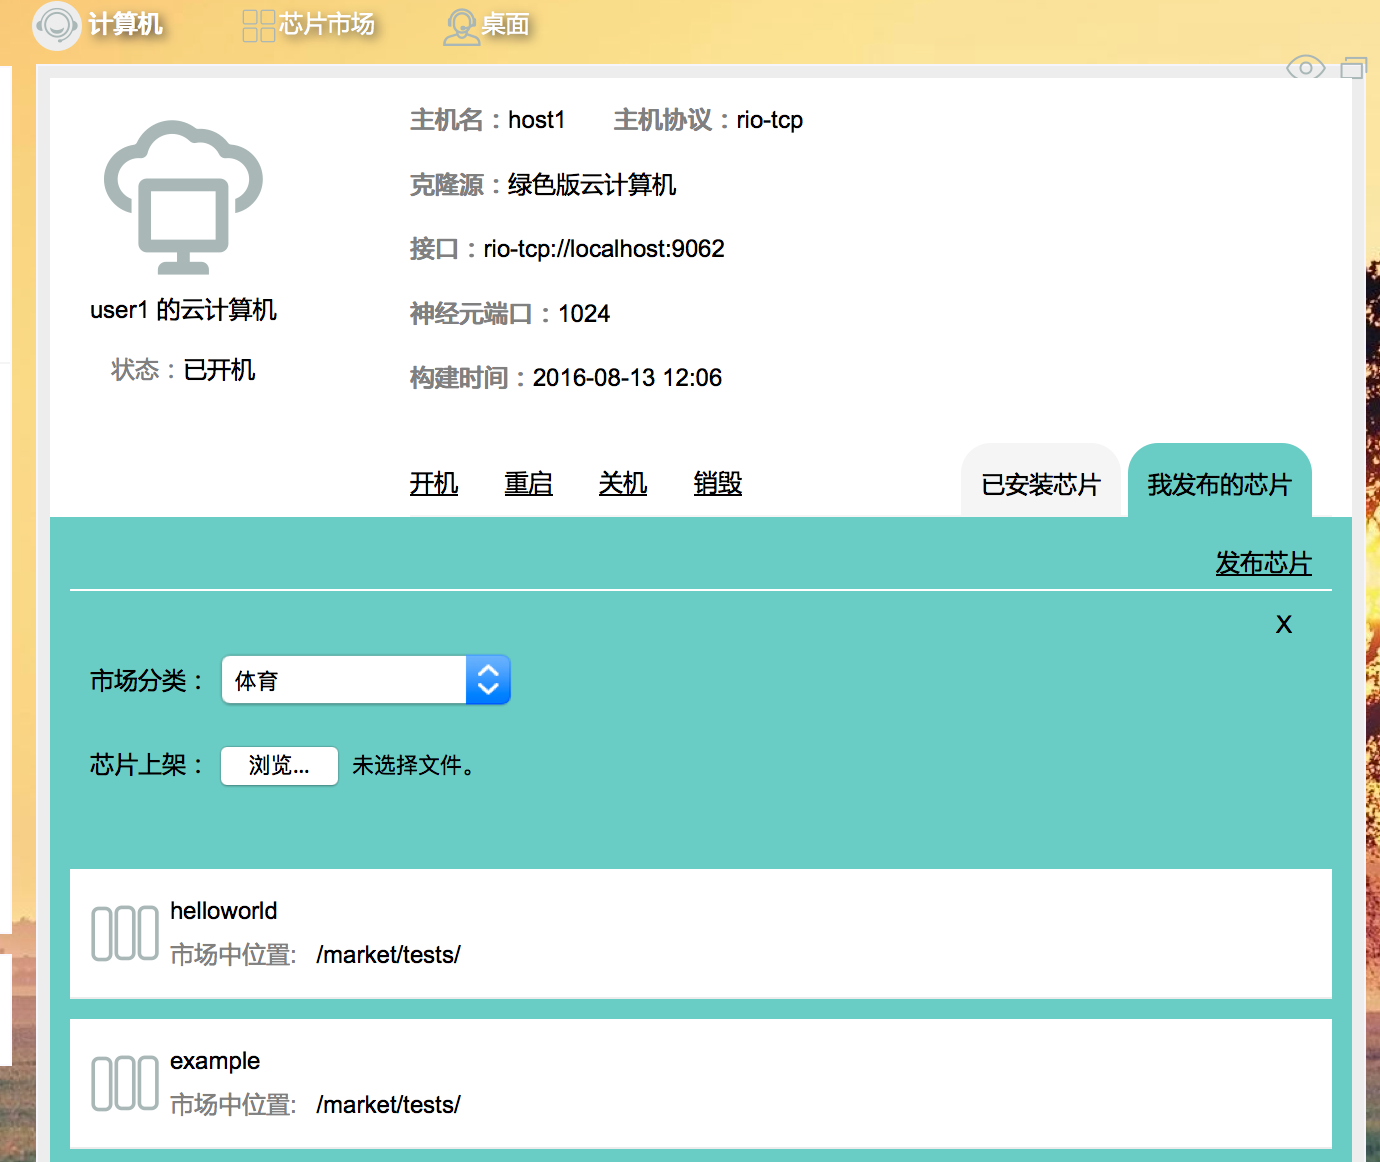 计算机 芯片市场 桌面
主机名：host1 主机协议：rio-tcp
克隆源：绿色版云计算机
接口：rio-tcp://localhost:9062
神经元端口：1024
构建时间：2016-08-13 12:06
user1 的云计算机
状态：已开机
开机 重启 关机 销毁
已安装芯片 我发布的芯片
发布芯片
X
市场分类： 体育
芯片上架： 浏览... 未选择文件。
helloworld
市场中位置: /market/tests/
example
市场中位置: /market/tests/